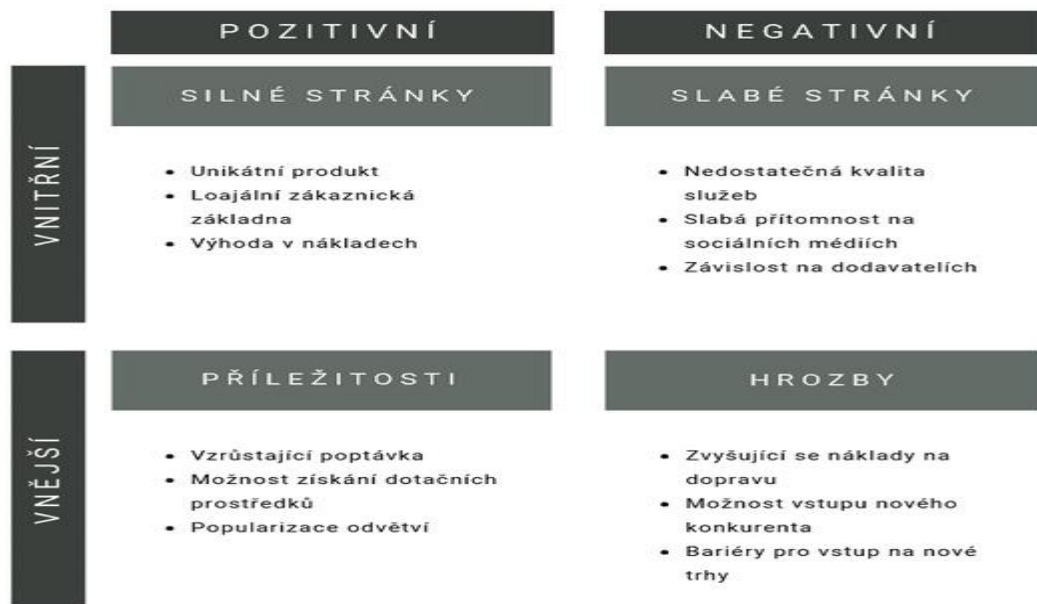 POZITIVNÍ
NEGATIVNÍ
VNITŘNÍ
SILNÉ STRÁNKY
• Unikátní produkt
• Loajální zákaznická
základna
• Výhoda v nákladech
SLABÉ STRÁNKY
• Nedostatečná kvalita
služeb
• Slabá přítomnost na
sociálních médiích
• Závislost na dodavatelích
VNĚJŠÍ
PŘÍLEŽITOSTI
• Vzrůstající poptávka
• Možnost získání dotačních
prostředků
• Popularizace odvětví
HROZBY
• Zvyšující se náklady na
dopravu
• Možnost vstupu nového
konkurenta
• Bariéry pro vstup na nové
trhy